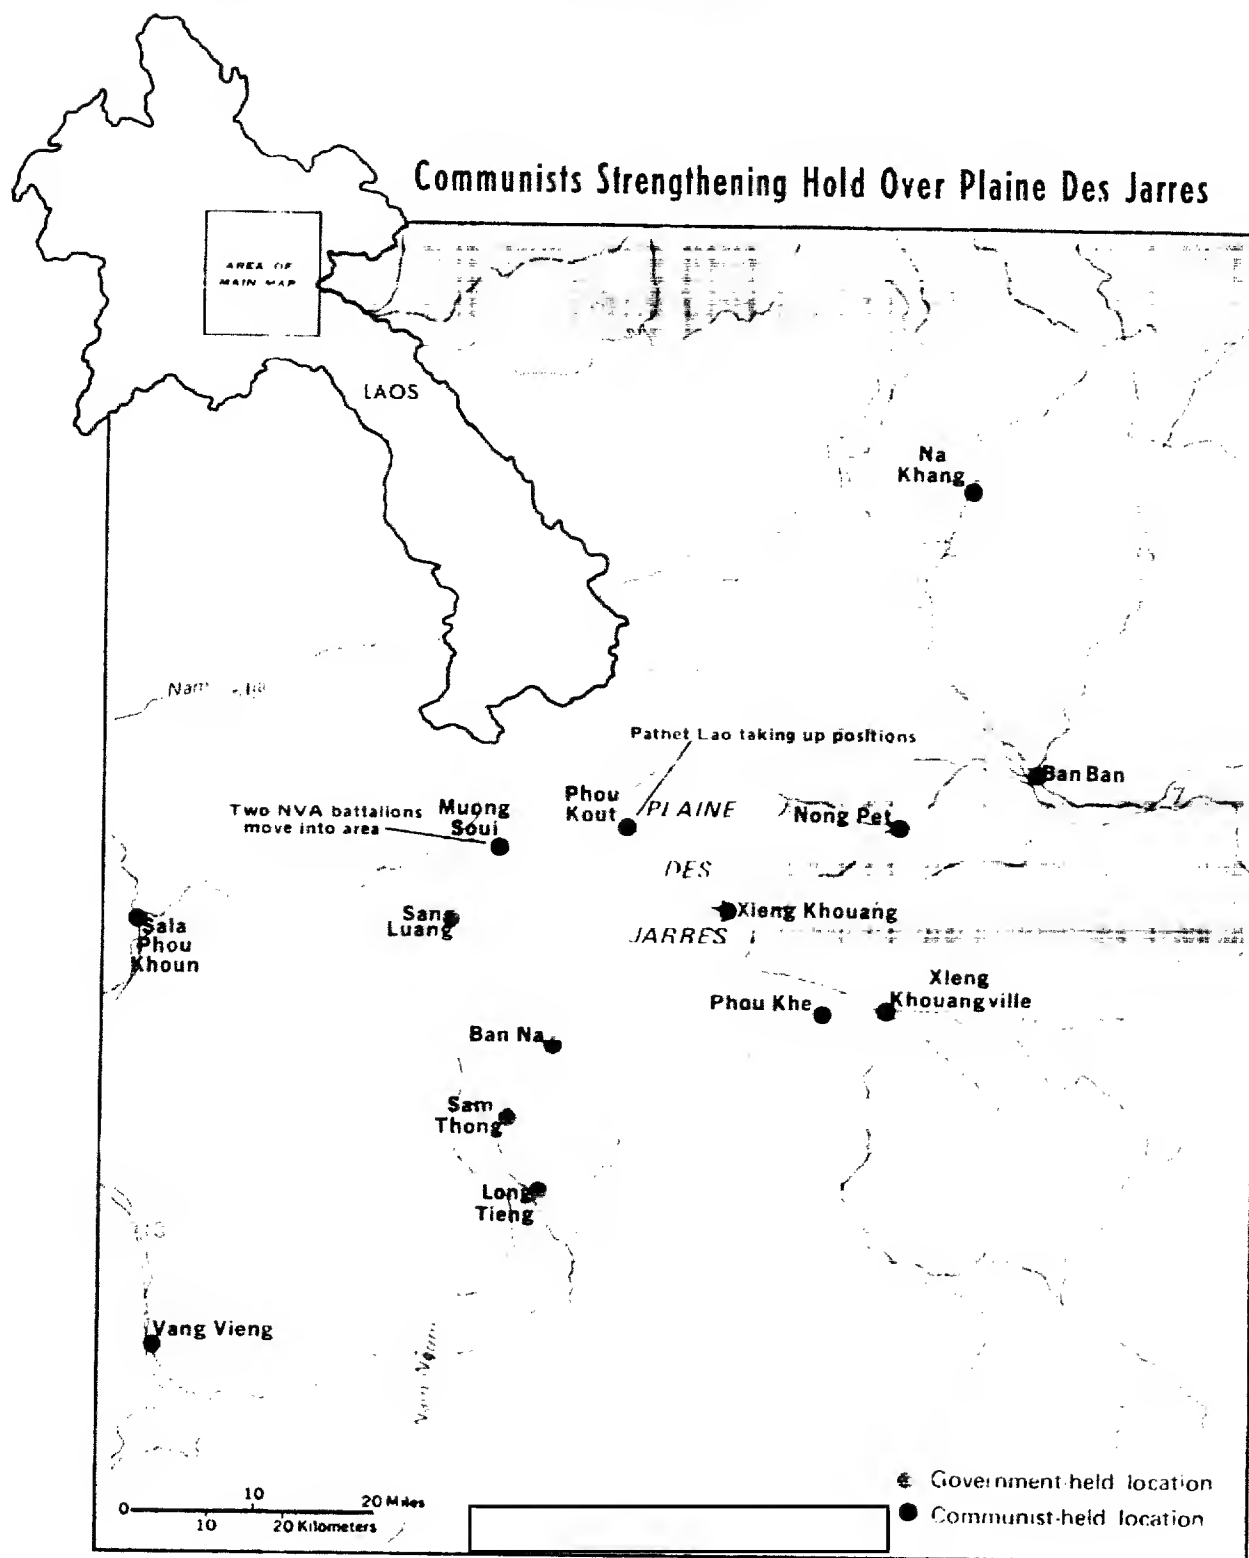 Communists Strengthening Hold Over Plaine Des Jarres
AREA OF
MAIN MAP
LAOS
Na
Khang
Nam
Pathet Lao taking up positions
Ban Ban
Two NVA battalions
move into area
Muong
Soui
Phou
Kout
PLAINE
Nong Pet
DES
Sala
Phou
Khoun
Sang
Luang
Xieng Khouang
JARRES
Phou Khe
Xieng
Khouangville
Ban Na
Sam
Thong
Long
Tieng
Vang Vieng
0
10
20 Miles
10
20 Kilometers
Government-held location
Communist-held location